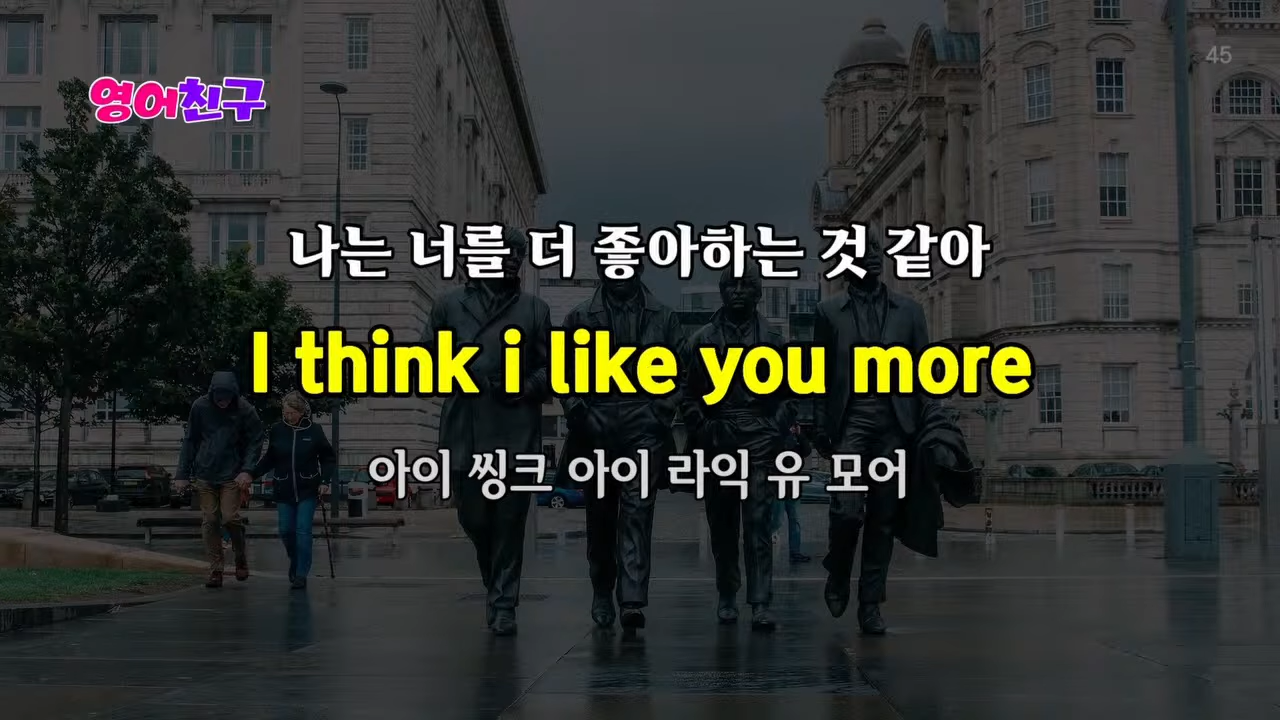 45
영어친구
나는 너를 더 좋아하는 것 같아
I think i like you more
아이 씽크 아이 라익 유 모어